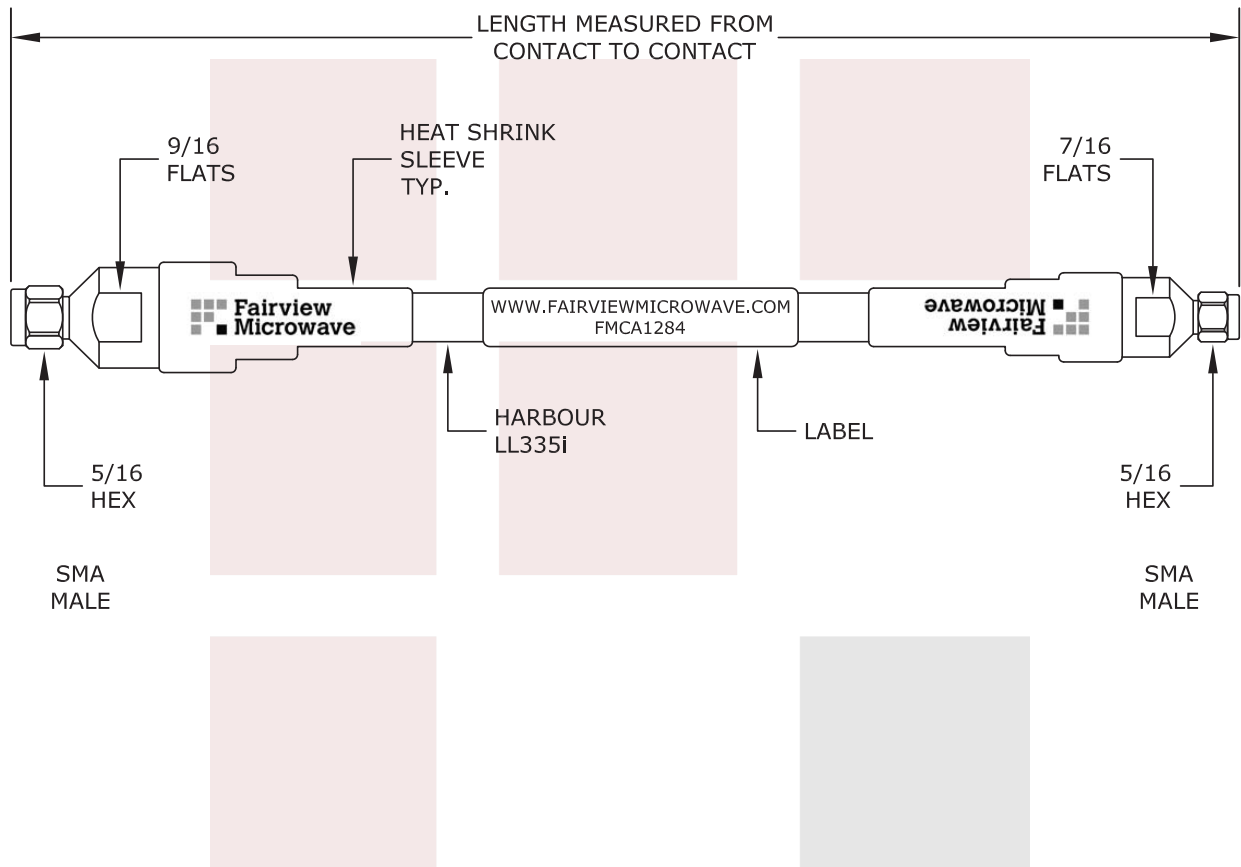 LENGTH MEASURED FROM
CONTACT TO CONTACT
9/16
FLATS
HEAT SHRINK
SLEEVE
TYP.
7/16
FLATS
Fairview
Microwave
WWW.FAIRVIEWMICROWAVE.COM
FMCA1284
Fairview
Microwave
HARBOUR
LL335i
LABEL
5/16
HEX
5/16
HEX
SMA
MALE
SMA
MALE